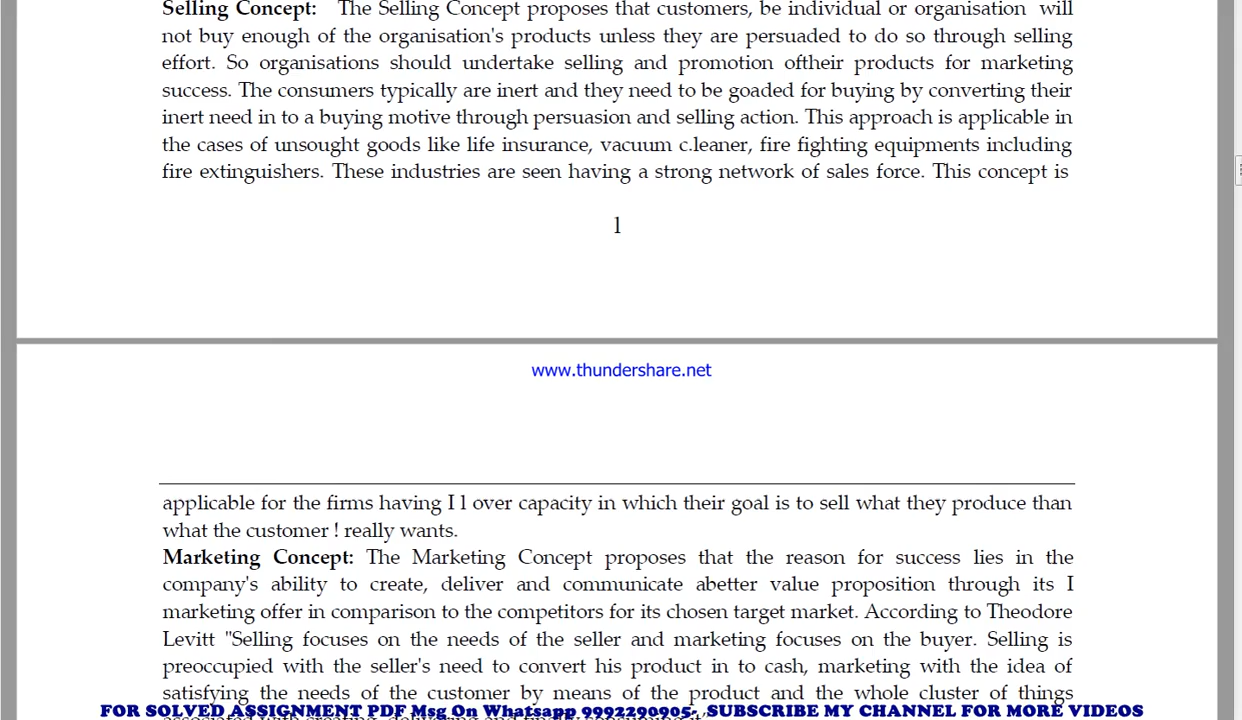 Selling Concept: The Selling Concept proposes that customers, be individual or organisation will
not buy enough of the organisation's products unless they are persuaded to do so through selling
effort. So organisations should undertake selling and promotion oftheir products for marketing
success. The consumers typically are inert and they need to be goaded for buying by converting their
inert need in to a buying motive through persuasion and selling action. This approach is applicable in
the cases of unsought goods like life insurance, vacuum c.leaner, fire fighting equipments including
fire extinguishers. These industries are seen having a strong network of sales force. This concept is
1
www.thundershare.net
applicable for the firms having I l over capacity in which their goal is to sell what they produce than
what the customer ! really wants.
Marketing Concept: The Marketing Concept proposes that the reason for success lies in the
company's ability to create, deliver and communicate abetter value proposition through its I
marketing offer in comparison to the competitors for its chosen target market. According to Theodore
Levitt "Selling focuses on the needs of the seller and marketing focuses on the buyer. Selling is
preoccupied with the seller's need to convert his product in to cash, marketing with the idea of
satisfying the needs of the customer by means of the product and the whole cluster of things
associated with creating, delivering and finally consuming it"
FOR SOLVED ASSIGNMENT PDF Msg On Whatsapp 9992290905, SUBSCRIBE MY CHANNEL FOR MORE VIDEOS